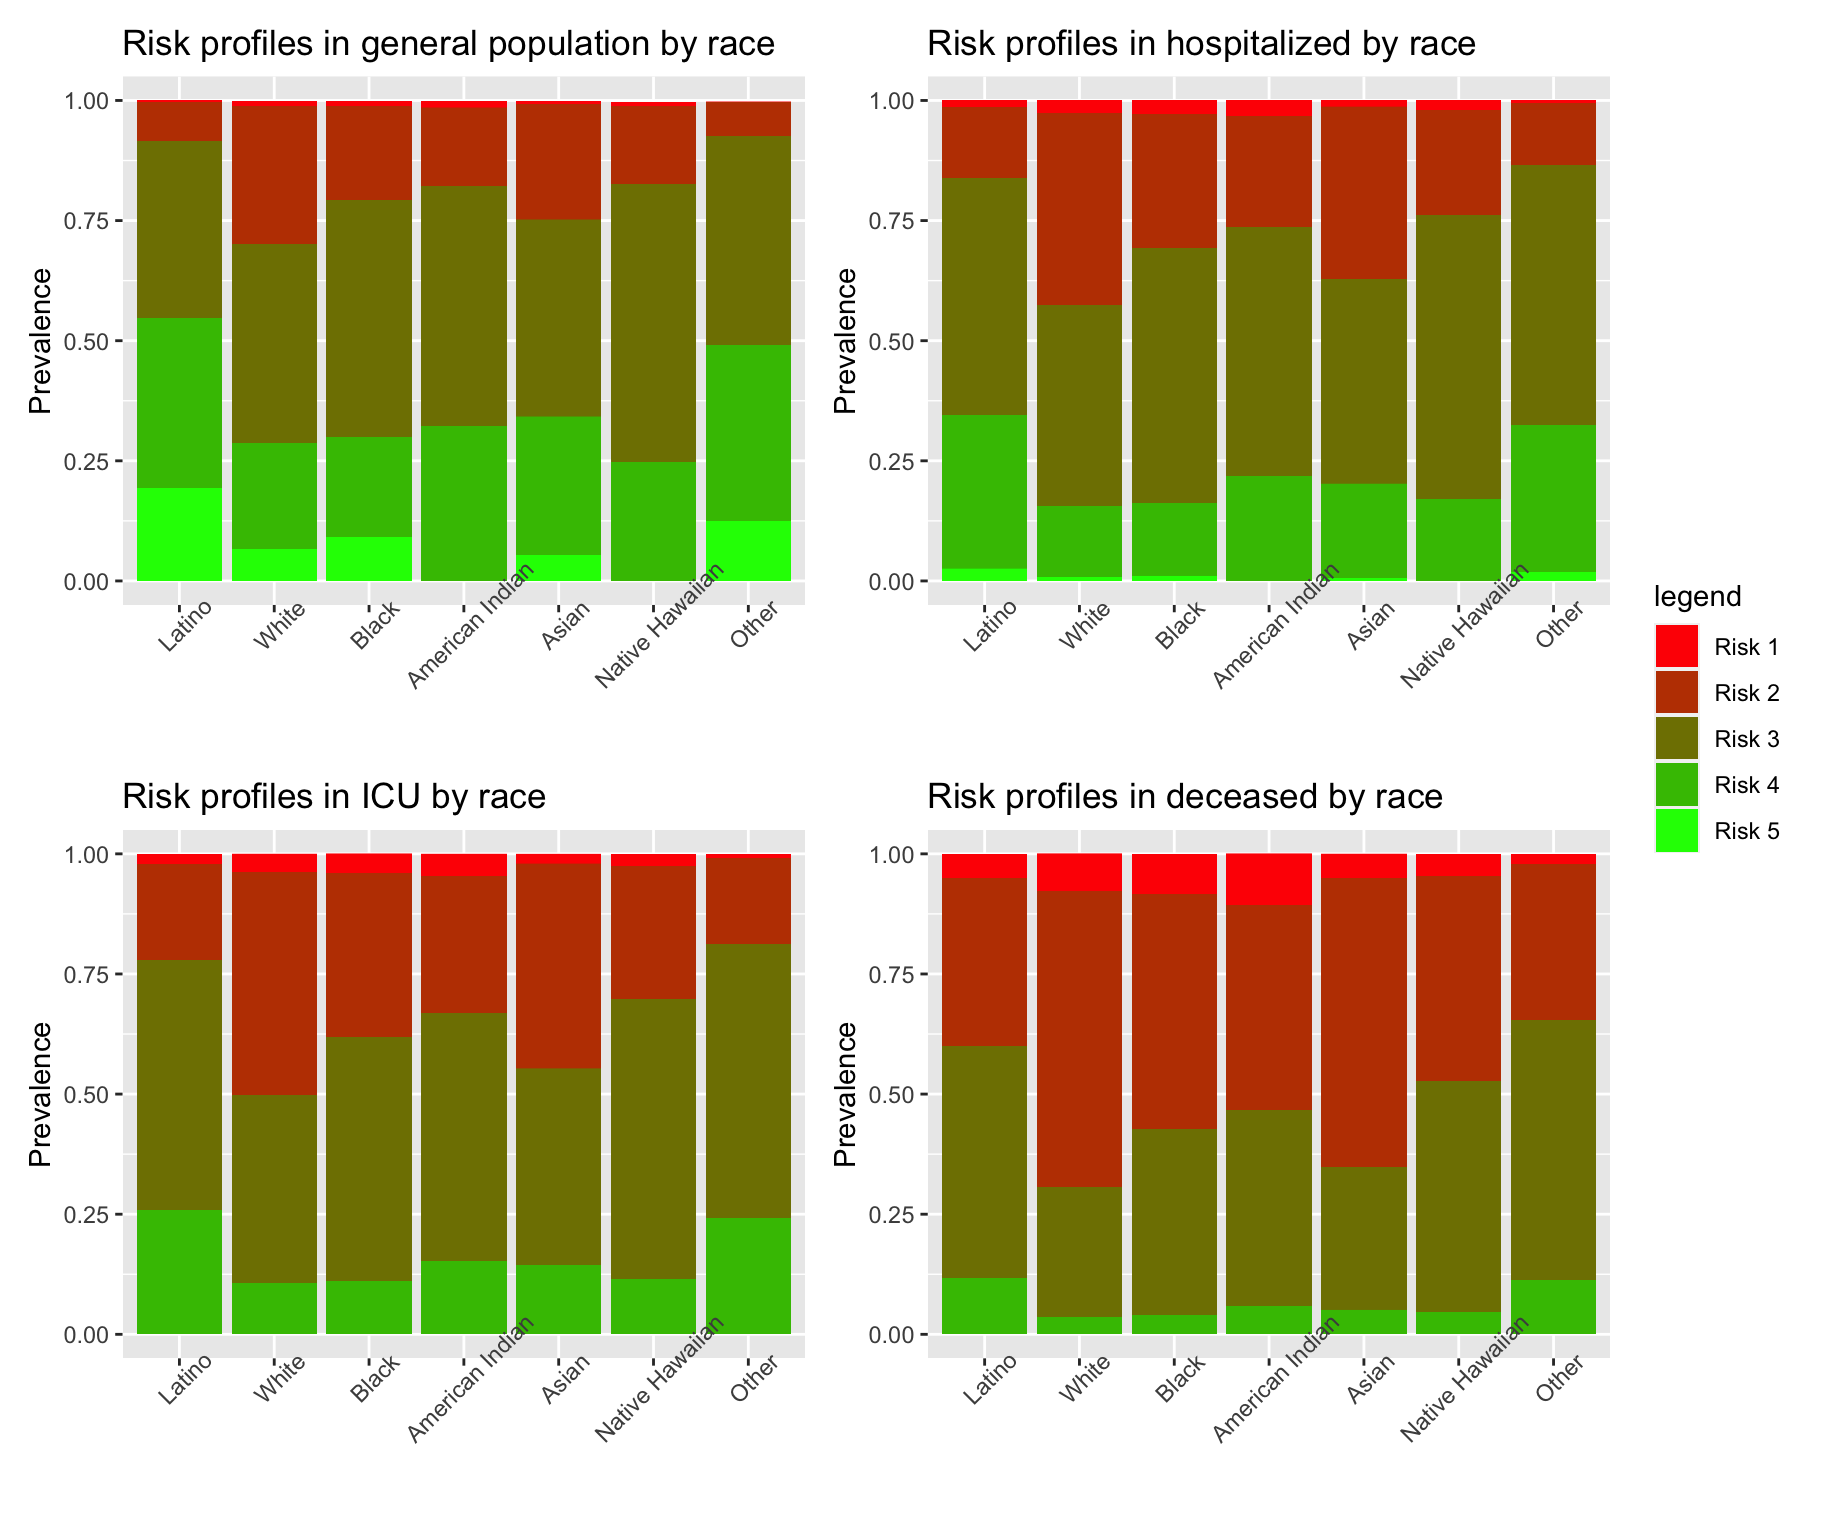 Risk profiles in general population by race
Prevalence
1.00
0.75
0.50
0.25
0.00
Latino
White
Black
American Indian
Asian
Native Hawaiian
Other
Risk profiles in hospitalized by race
Prevalence
1.00
0.75
0.50
0.25
0.00
Latino
White
Black
American Indian
Asian
Native Hawaiian
Other
Risk profiles in ICU by race
Prevalence
1.00
0.75
0.50
0.25
0.00
Latino
White
Black
American Indian
Asian
Native Hawaiian
Other
Risk profiles in deceased by race
Prevalence
1.00
0.75
0.50
0.25
0.00
Latino
White
Black
American Indian
Asian
Native Hawaiian
Other
legend
Risk 1
Risk 2
Risk 3
Risk 4
Risk 5